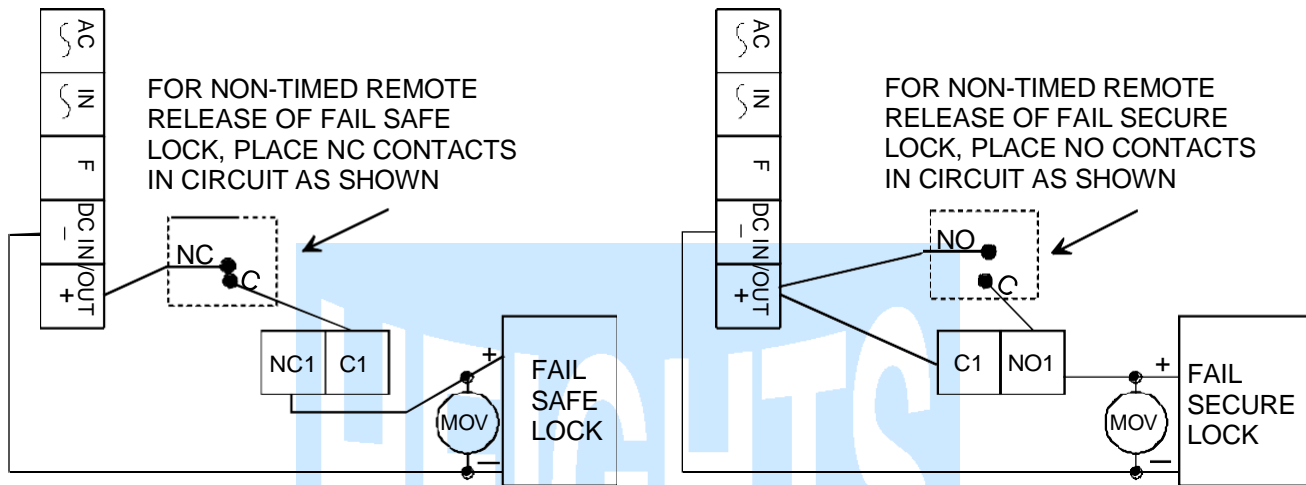 AC
IN
F
DC IN/OUT
−
+
FOR NON-TIMED REMOTE
RELEASE OF FAIL SAFE
LOCK, PLACE NC CONTACTS
IN CIRCUIT AS SHOWN
NC
C
NC1 C1
+
MOV
−
FAIL
SAFE
LOCK
AC
IN
F
DC IN/OUT
−
+
FOR NON-TIMED REMOTE
RELEASE OF FAIL SECURE
LOCK, PLACE NO CONTACTS
IN CIRCUIT AS SHOWN
NO
C
C1 NO1
+
MOV
−
FAIL
SECURE
LOCK
HEIGHTS